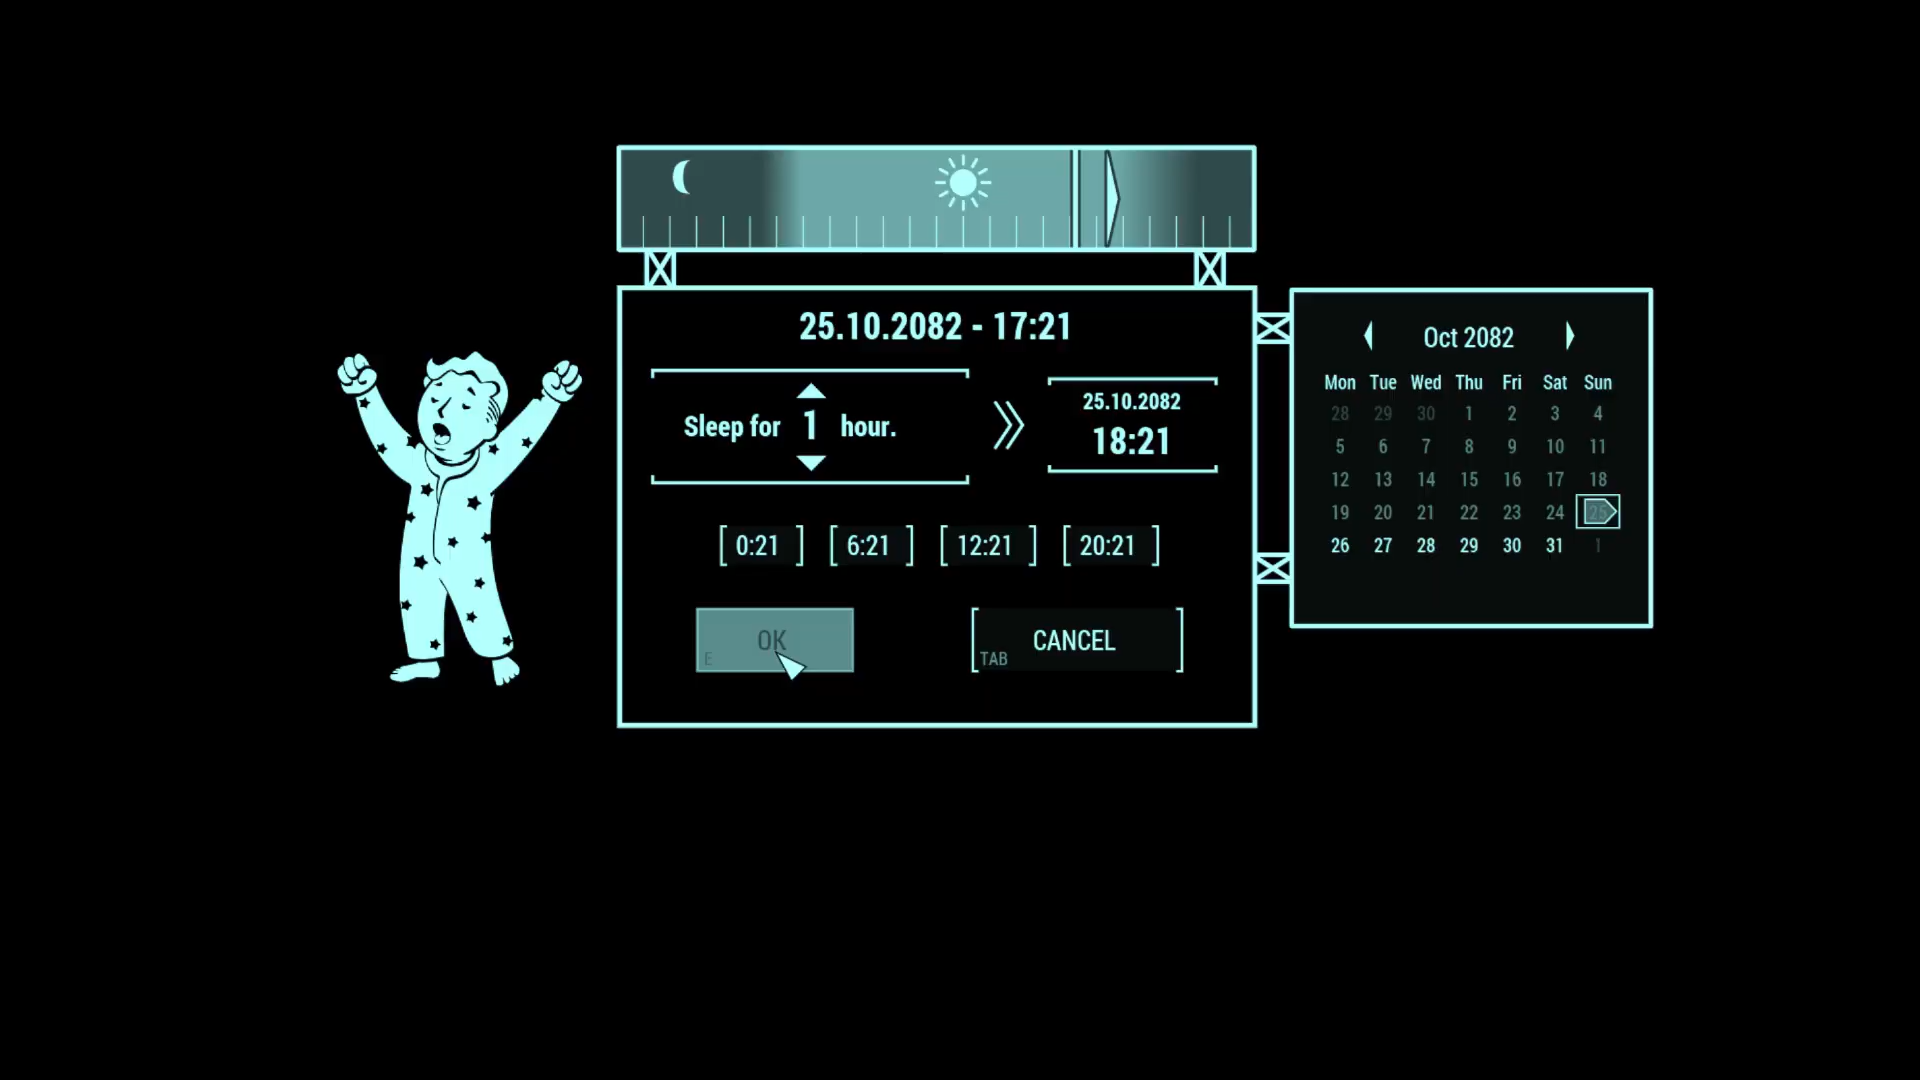 25.10.2082 - 17:21
Sleep for 1 hour.
25.10.2082
18:21
0:21 6:21 12:21 20:21
OK
E
CANCEL
TAB
Oct 2082
Mon Tue Wed Thu Fri Sat Sun
28 29 30 1 2 3 4
5 6 7 8 9 10 11
12 13 14 15 16 17 18
19 20 21 22 23 24 25
26 27 28 29 30 31 1